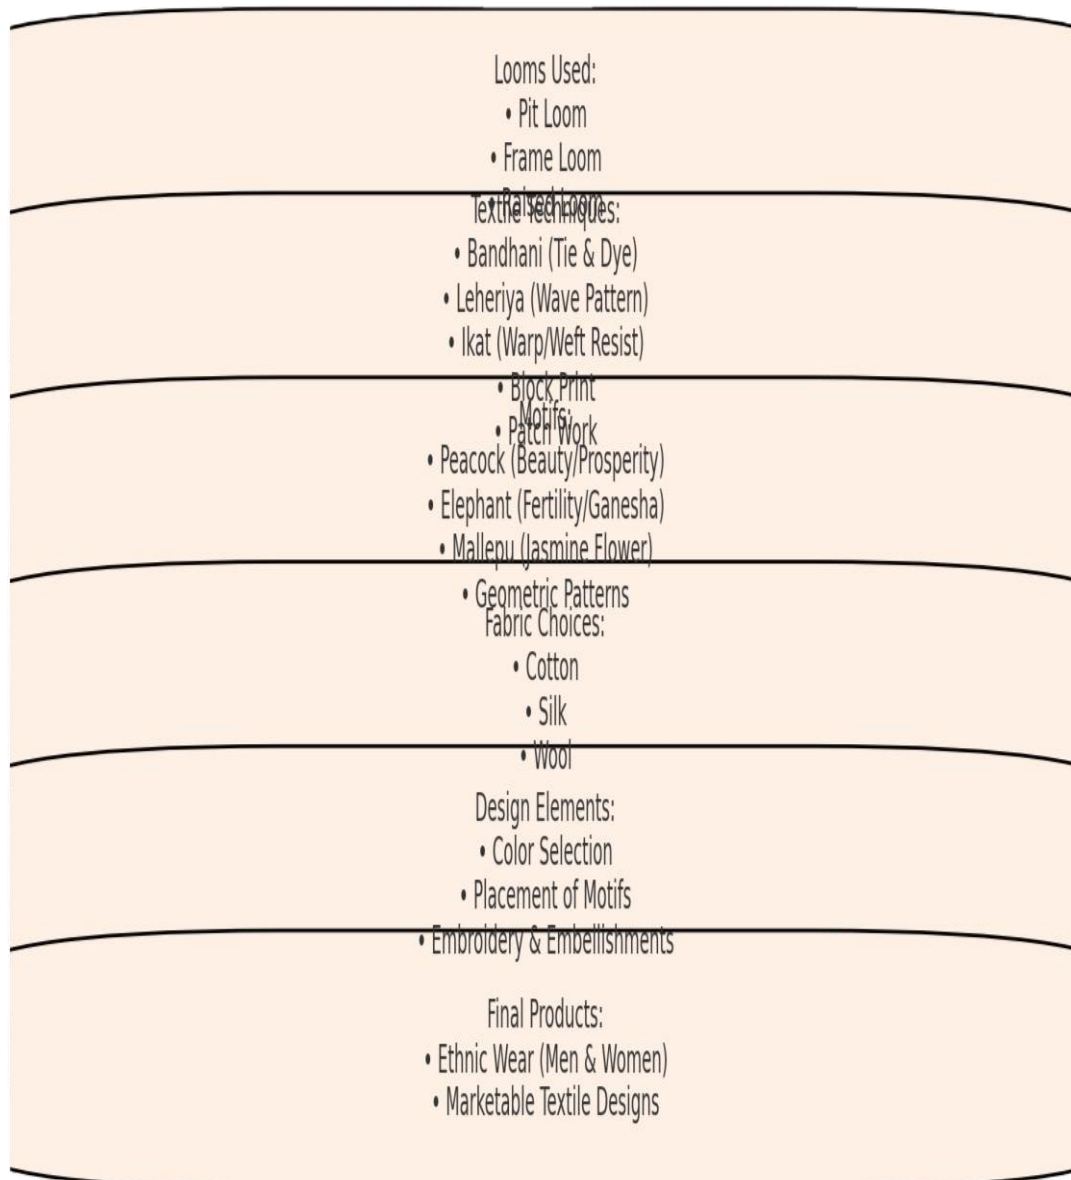 Looms Used:
• Pit Loom
• Frame Loom
• Raised Loom
Textile Techniques:
• Bandhani (Tie & Dye)
• Leheriya (Wave Pattern)
• Ikat (Warp/Weft Resist)
• Block Print
• Patch Work
Motifs:
• Peacock (Beauty/Prosperity)
• Elephant (Fertility/Ganesha)
• Mallepu (Jasmine Flower)
• Geometric Patterns
Fabric Choices:
• Cotton
• Silk
• Wool
Design Elements:
• Color Selection
• Placement of Motifs
• Embroidery & Embellishments
Final Products:
• Ethnic Wear (Men & Women)
• Marketable Textile Designs